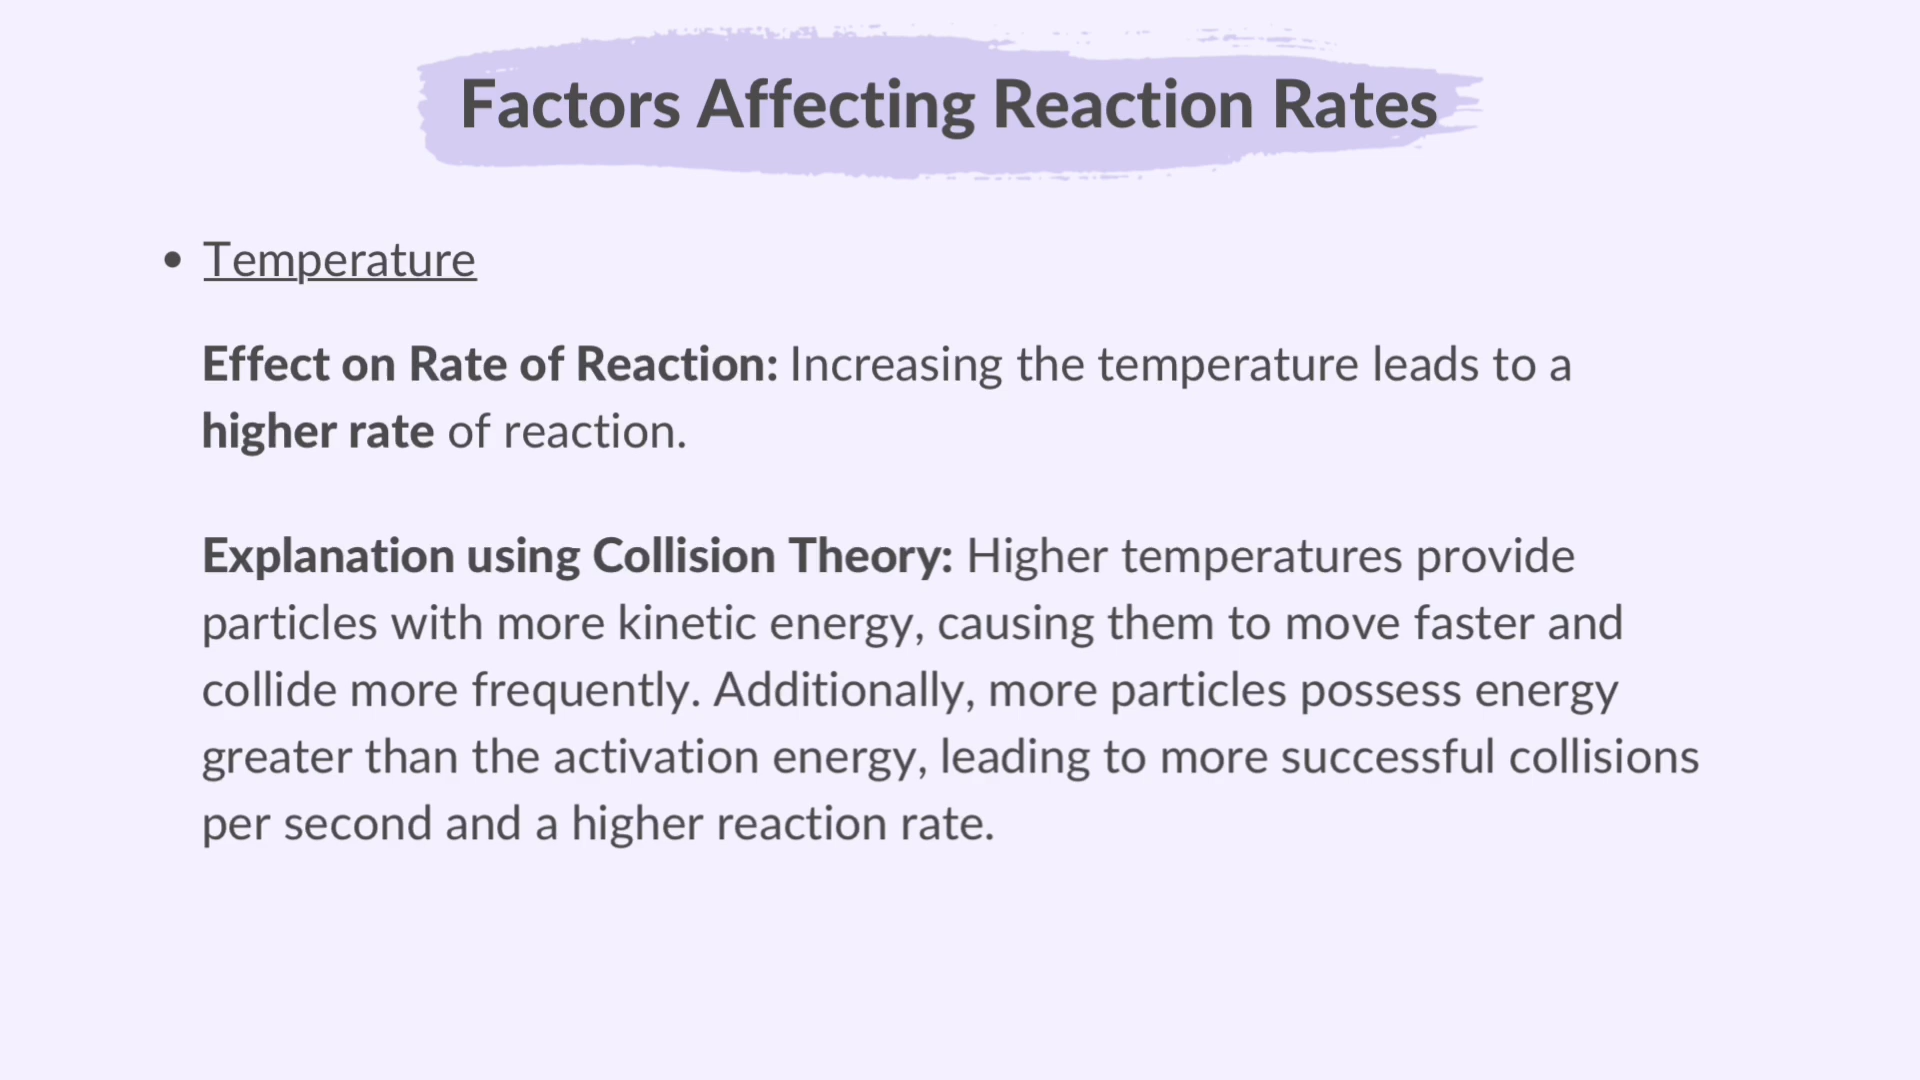 Factors Affecting Reaction Rates
• Temperature
Effect on Rate of Reaction: Increasing the temperature leads to a
higher rate of reaction.
Explanation using Collision Theory: Higher temperatures provide
particles with more kinetic energy, causing them to move faster and
collide more frequently. Additionally, more particles possess energy
greater than the activation energy, leading to more successful collisions
per second and a higher reaction rate.